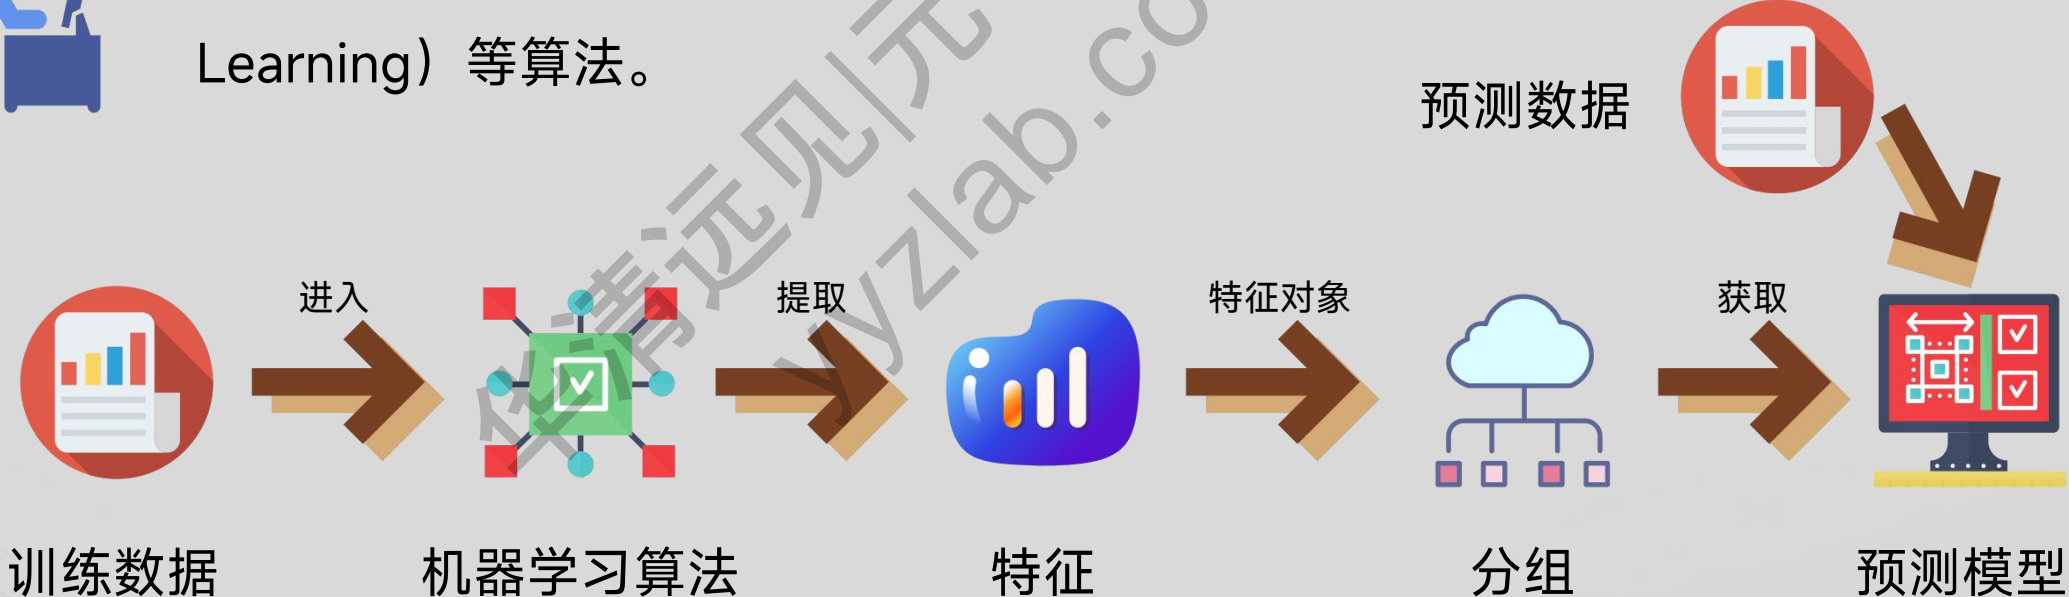 Learning）等算法。
预测数据
进入
提取
特征对象
获取
训练数据
机器学习算法
特征
分组
预测模型
华清远见|元
yyzlab.co